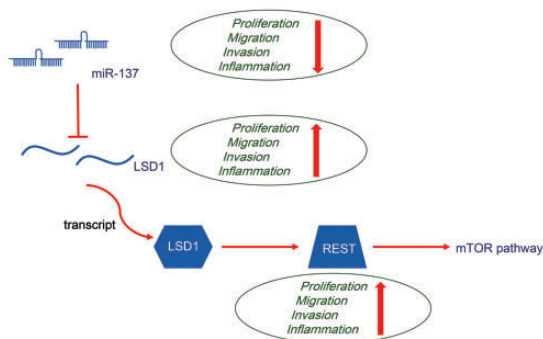 Proliferation
Migration
Invasion
Inflammation
miR-137
Proliferation
Migration
Invasion
Inflammation
LSD1
transcript
LSD1
REST
mTOR pathway
Proliferation
Migration
Invasion
Inflammation